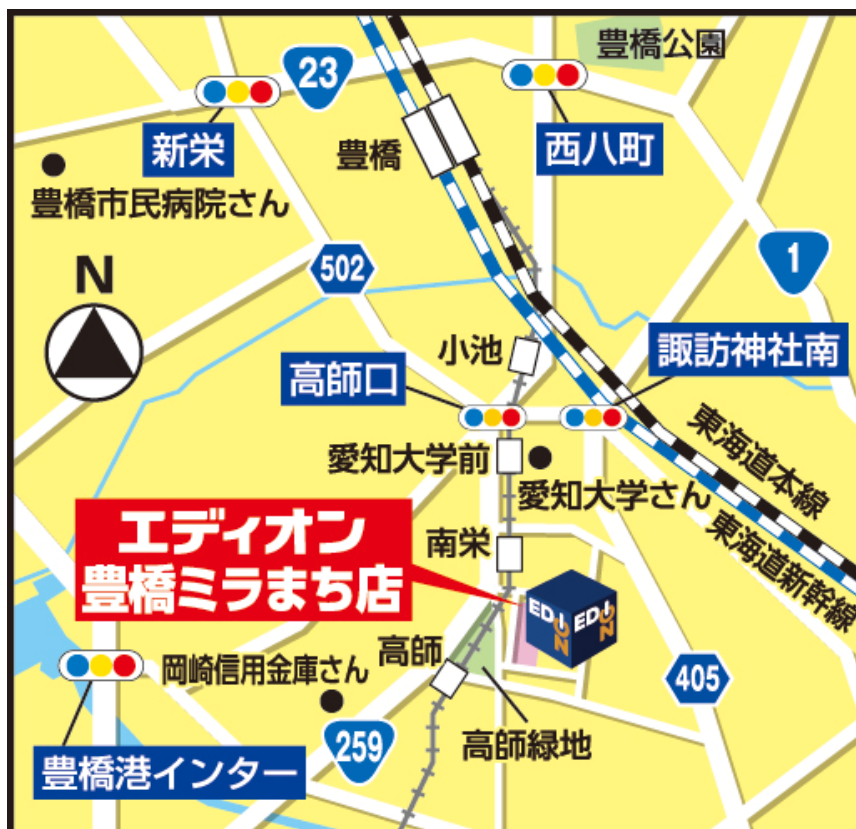 豊橋公園
23
新栄
豊橋
西八町
豊橋市民病院さん
N
502
1
小池
諏訪神社南
高師口
東海道本線
愛知大学前
愛知大学さん
東海道新幹線
エディオン
豊橋ミラまち店
南栄
EDION
EDION
高師
岡崎信用金庫さん
405
259
高師緑地
豊橋港インター